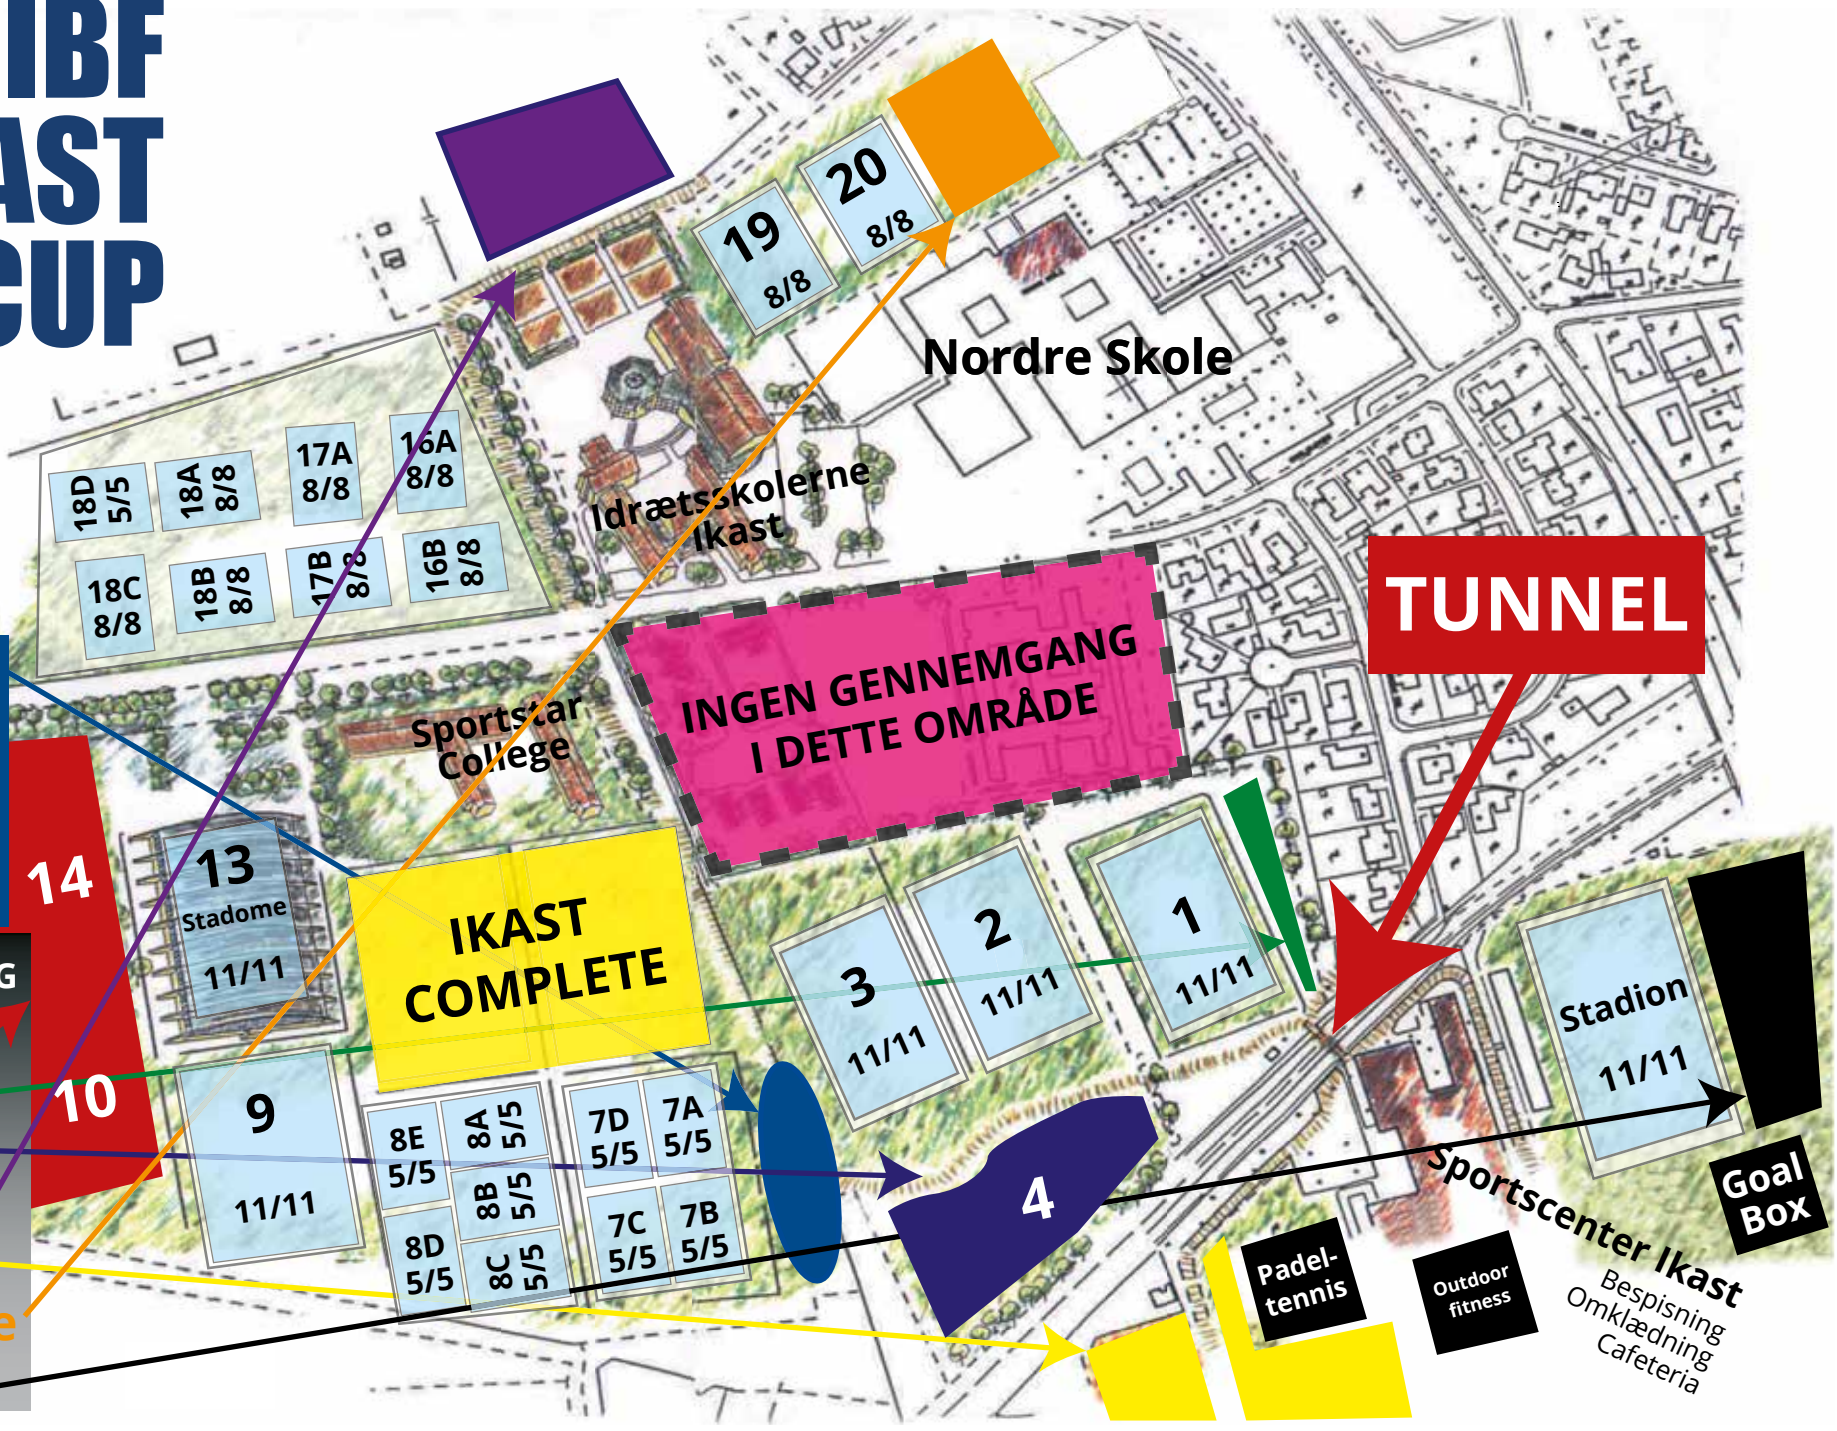 IBF
AST
CUP
20
8/8
19
8/8
Nordre Skole
16A
8/8
17A
8/8
18A
8/8
18D
5/5
Idrætsskolerne
Ikast
16B
8/8
17B
8/8
18B
8/8
18C
8/8
TUNNEL
INGEN GENNEMGANG
I DETTE OMRÅDE
Sportstar
College
14
13
Stadome
11/11
IKAST
COMPLETE
3
11/11
2
11/11
1
11/11
Stadion
11/11
G
10
9
11/11
8E
5/5
8A
5/5
8B
5/5
8D
5/5
8C
5/5
7D
5/5
7A
5/5
7C
5/5
7B
5/5
4
Goal
Box
Sportscenter Ikast
Bespisning
Omklædning
Cafeteria
Padel-
tennis
Outdoor
fitness
e